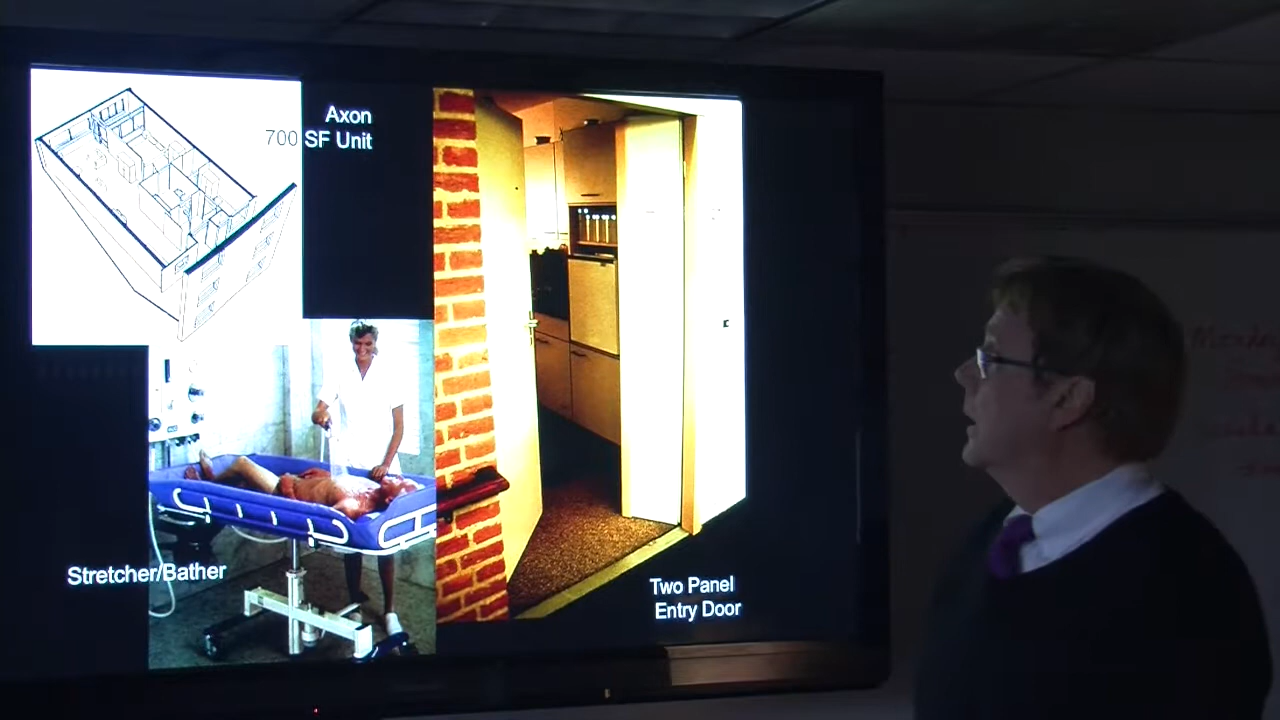 Axon
700 SF Unit
Stretcher/Bather
Two Panel
Entry Door